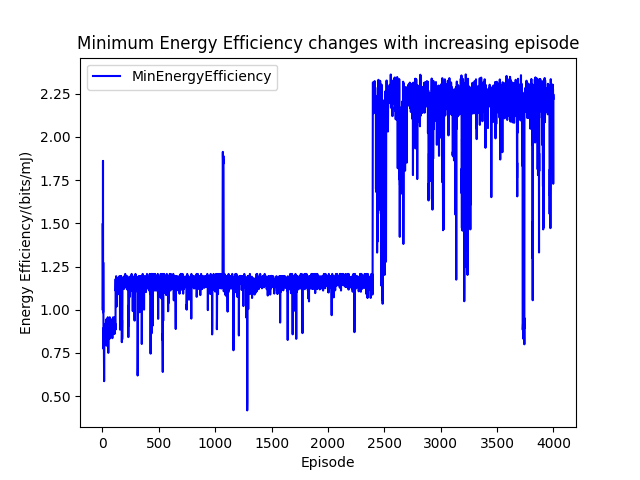 Minimum Energy Efficiency changes with increasing episode
MinEnergyEfficiency
Energy Efficiency/(bits/mJ)
2.25
2.00
1.75
1.50
1.25
1.00
0.75
0.50
0 500 1000 1500 2000 2500 3000 3500 4000
Episode